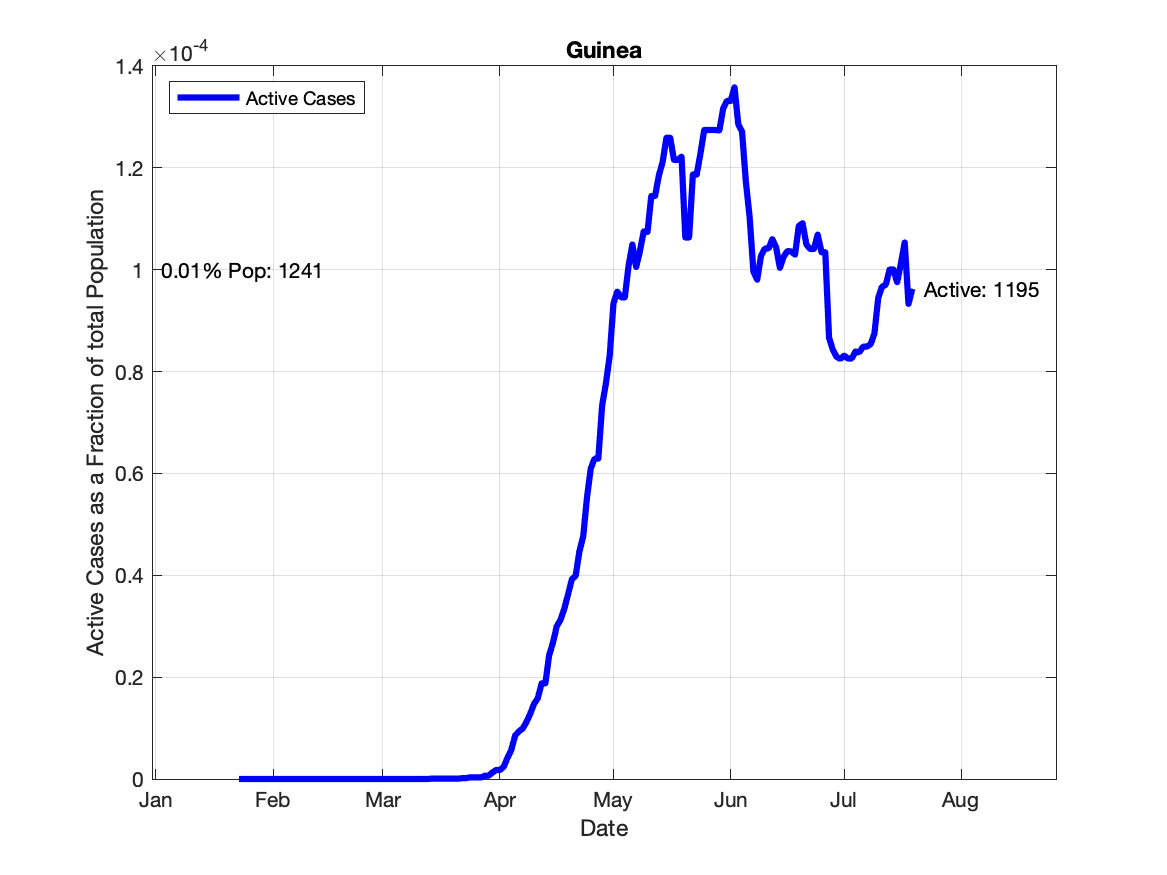 Guinea
×10-4
1.4
1.2
1
0.8
0.6
0.4
0.2
0
Active Cases
0.01% Pop: 1241
Active: 1195
Active Cases as a Fraction of total Population
Jan Feb Mar Apr May Jun Jul Aug
Date